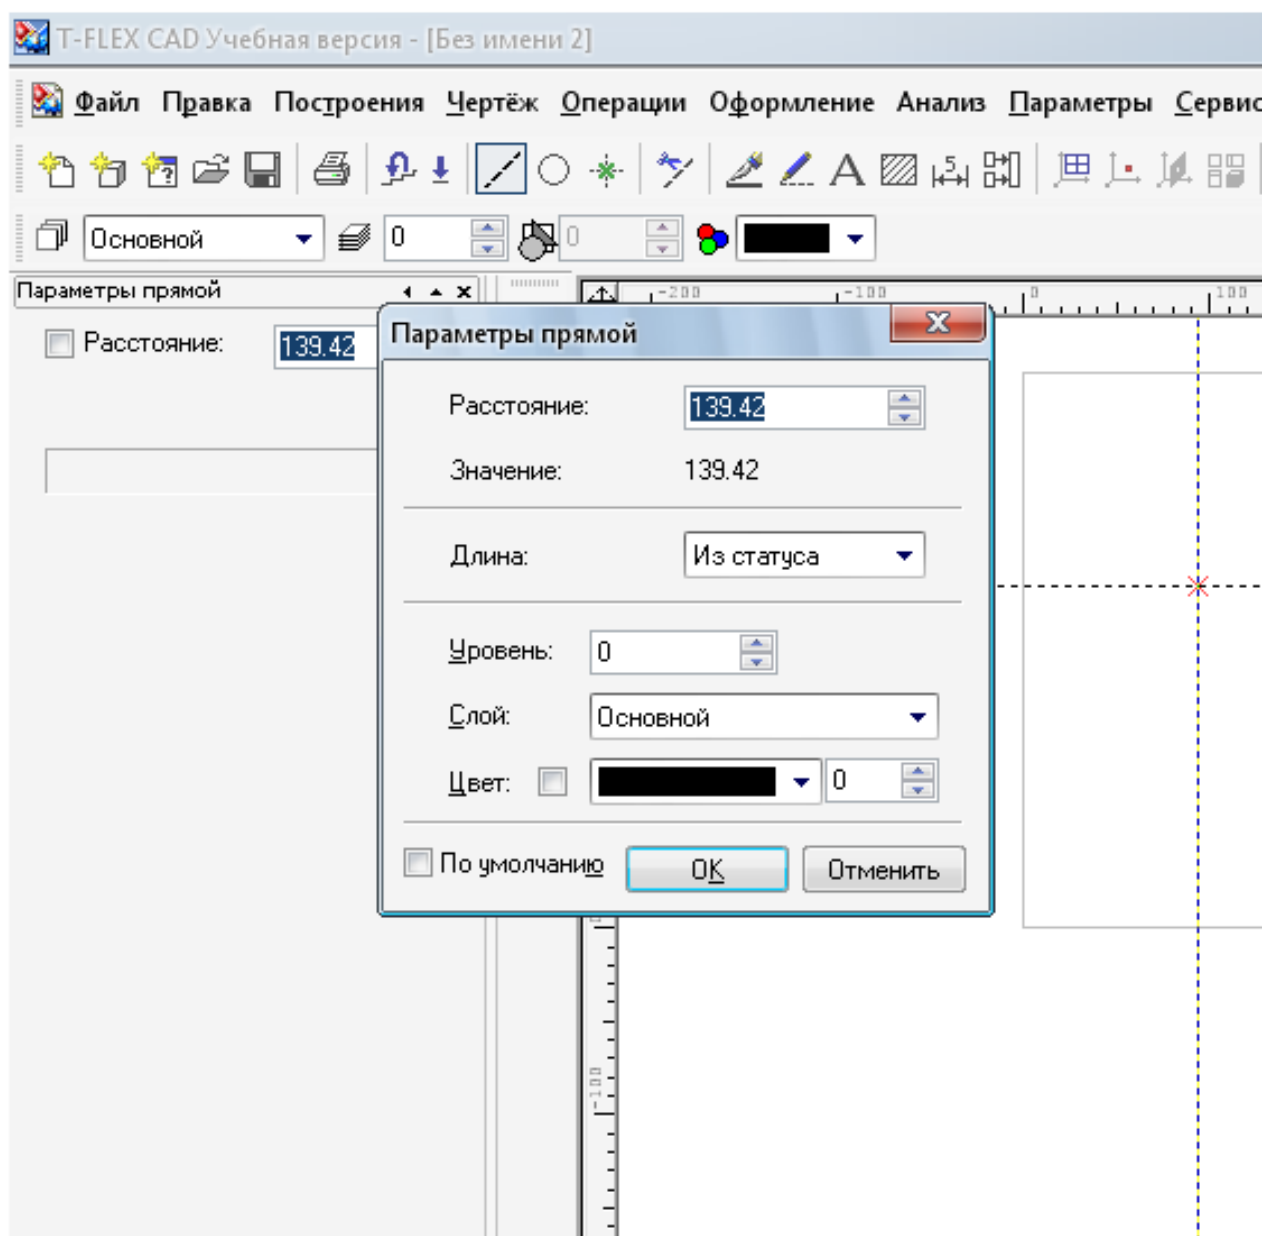 T-FLEX CAD Учебная версия - [Без имени 2]
Файл Правка Построения Чертёж Операции Оформление Анализ Параметры Сервис
A 5
Основной 0 0
Параметры прямой
-200 -100 0 100
Расстояние: 139.42
Параметры прямой
Расстояние: 139.42
Значение: 139.42
Длина: Из статуса
Уровень: 0
Слой: Основной
Цвет: 0
По умолчанию OK Отменить
-100